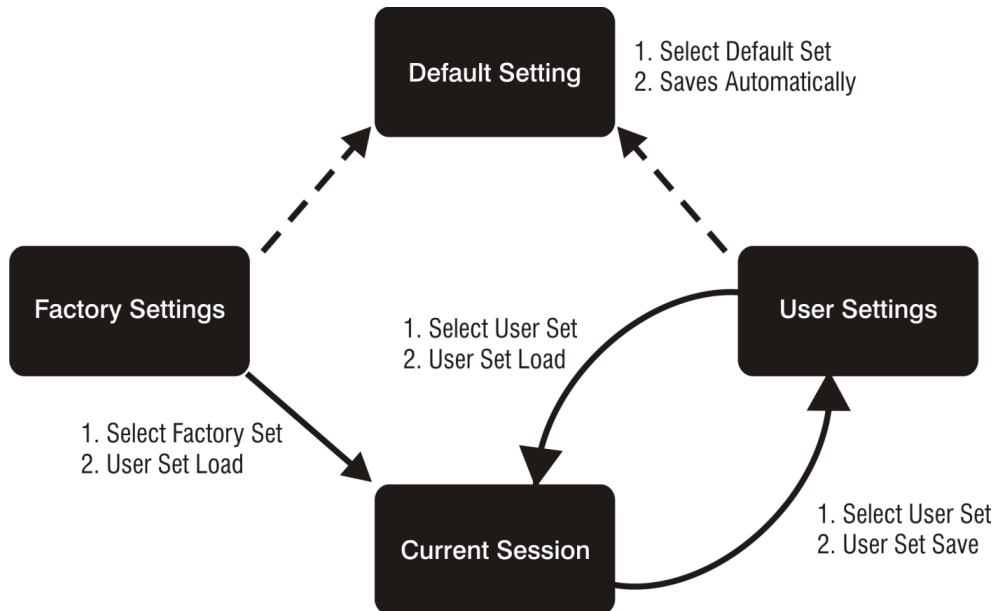 Default Setting
1. Select Default Set
2. Saves Automatically
Factory Settings
User Settings
1. Select User Set
2. User Set Load
1. Select Factory Set
2. User Set Load
Current Session
1. Select User Set
2. User Set Save